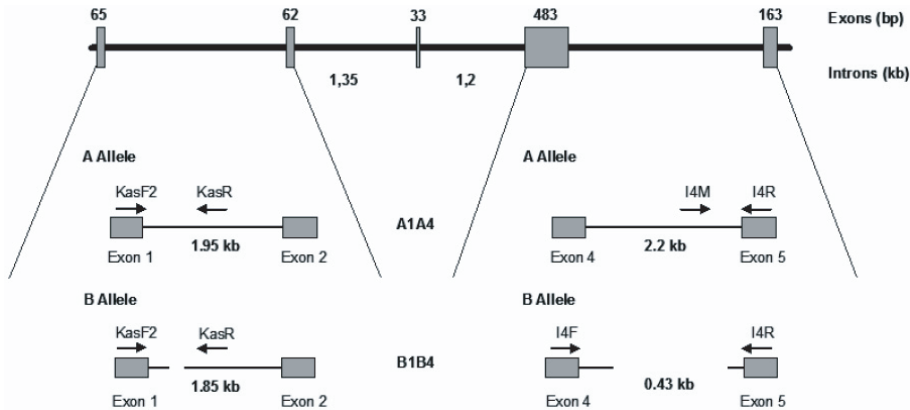 65 62 33 483 163 Exons (bp)
1,35 1,2 Introns (kb)
A Allele A Allele
KasF2 KasR I4M I4R
A1A4
1.95 kb 2.2 kb
Exon 1 Exon 2 Exon 4 Exon 5
B Allele B Allele
KasF2 KasR I4F I4R
B1B4
1.85 kb 0.43 kb
Exon 1 Exon 2 Exon 4 Exon 5